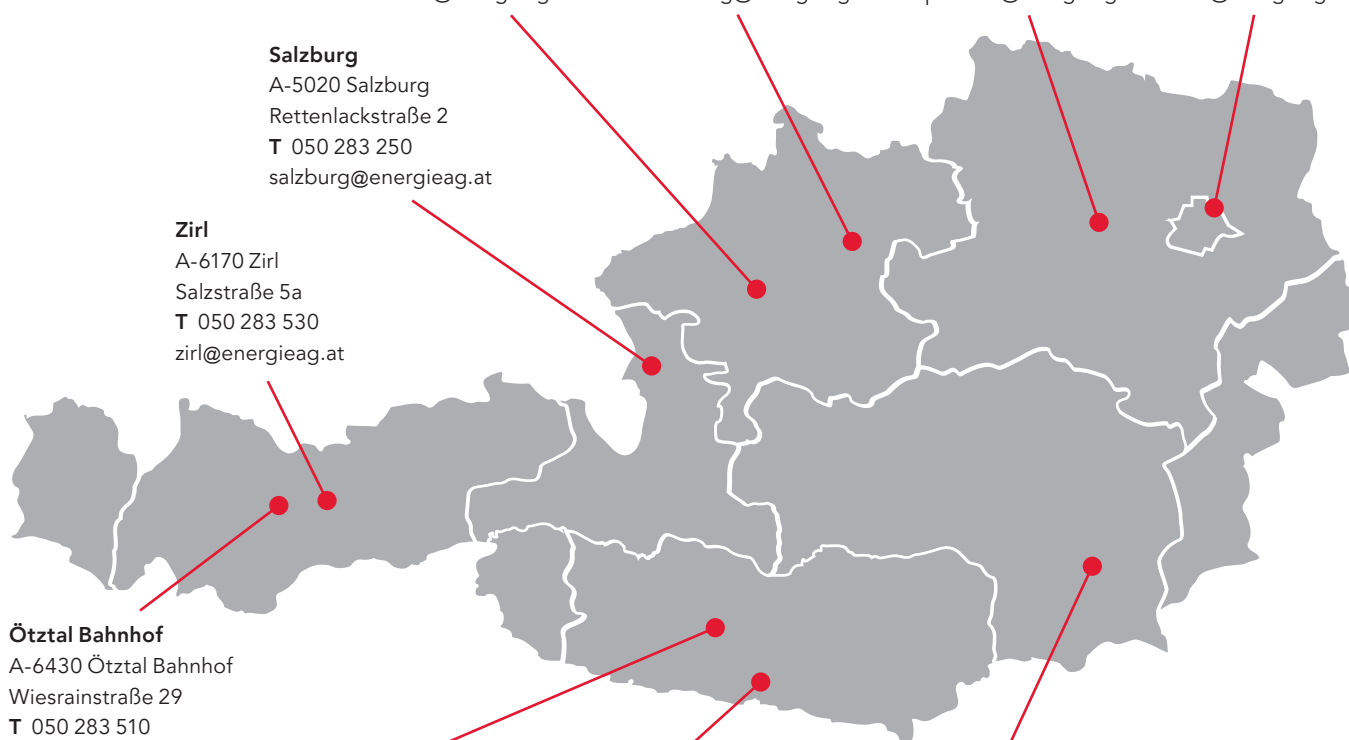 Salzburg
A-5020 Salzburg
Rettenlackstraße 2
T 050 283 250
salzburg@energieag.at
Zirl
A-6170 Zirl
Salzstraße 5a
T 050 283 530
zirl@energieag.at
Ötztal Bahnhof
A-6430 Ötztal Bahnhof
Wiesrainstraße 29
T 050 283 510